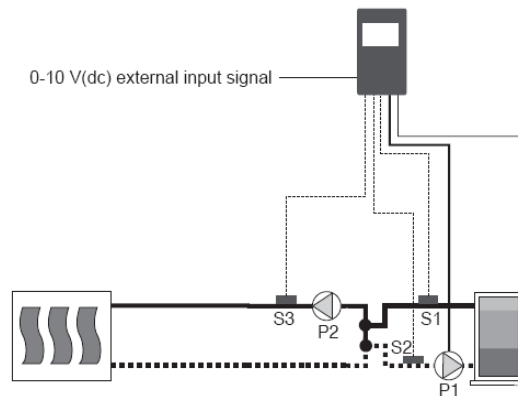 0-10 V(dc) external input signal
S3
P2
S1
S2
P1